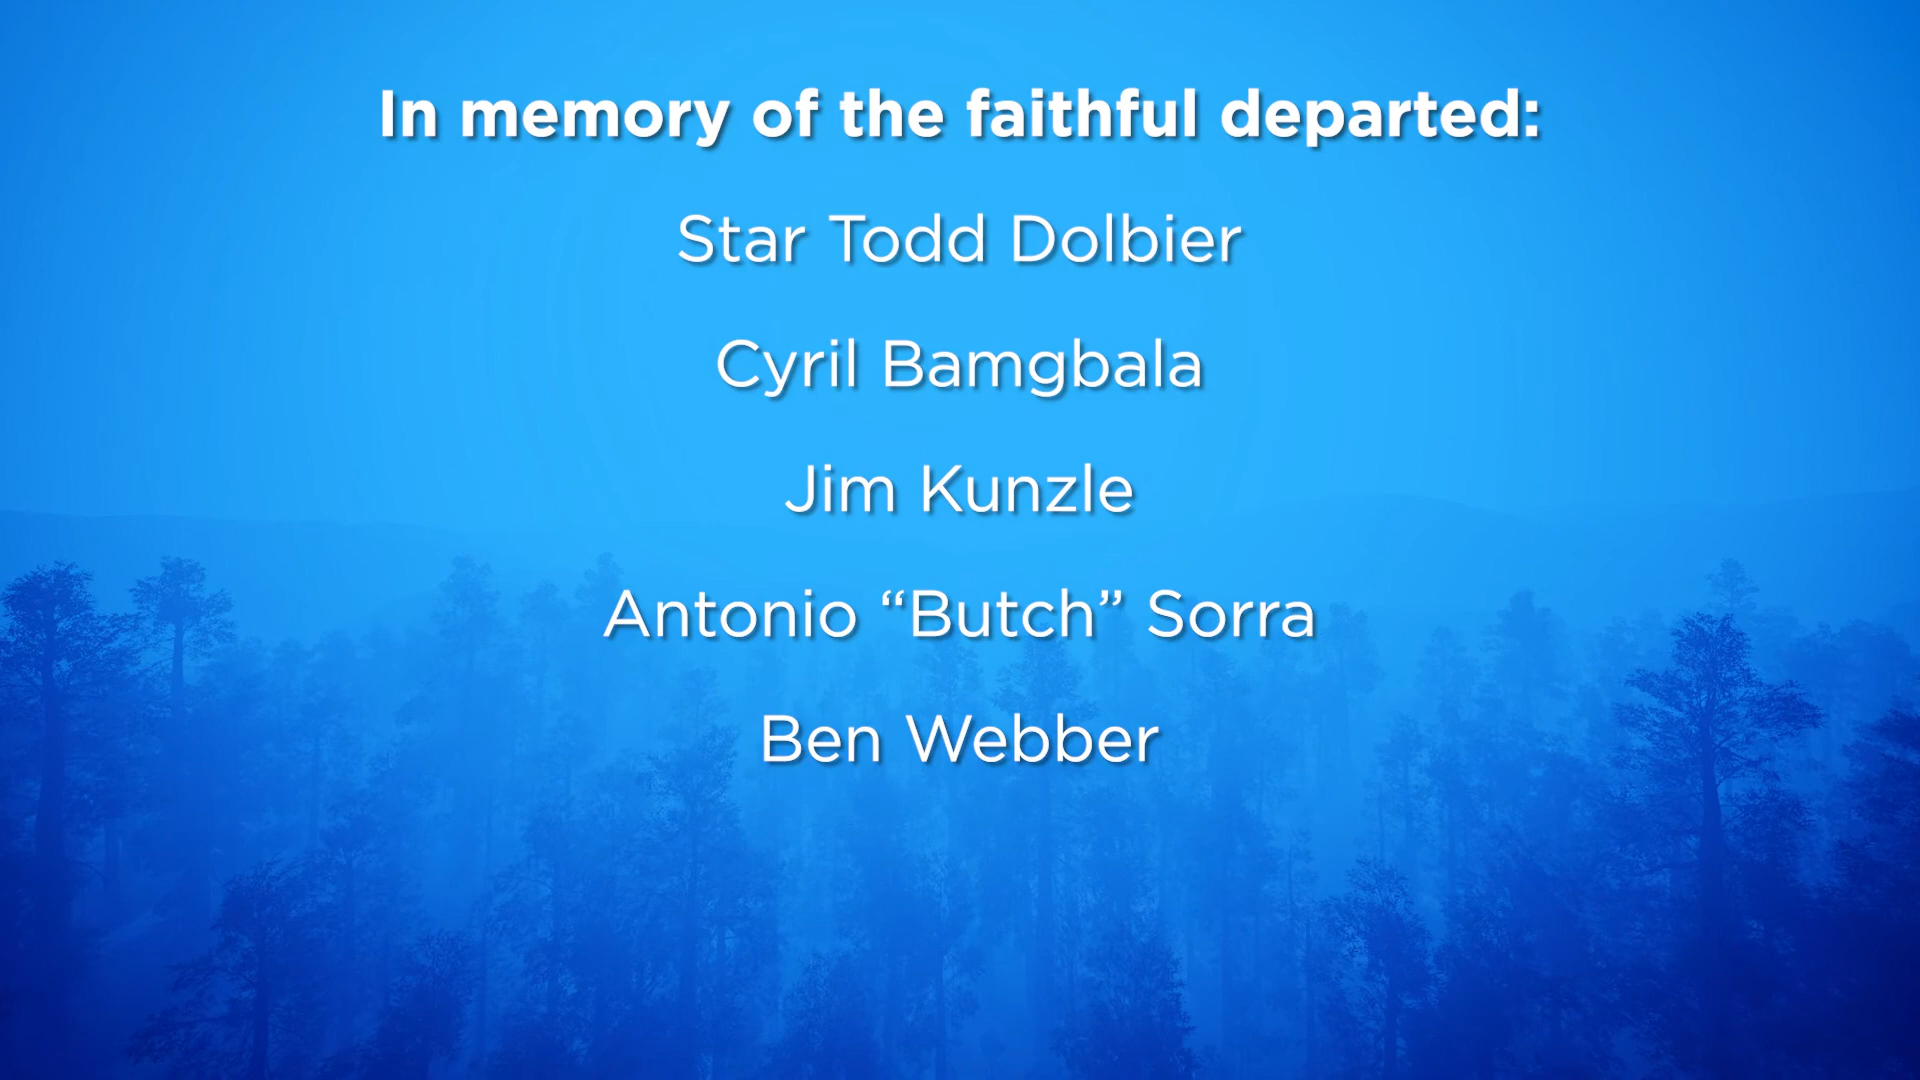 In memory of the faithful departed:
Star Todd Dolbier
Cyril Bamgbala
Jim Kunzle
Antonio “Butch” Sorra
Ben Webber